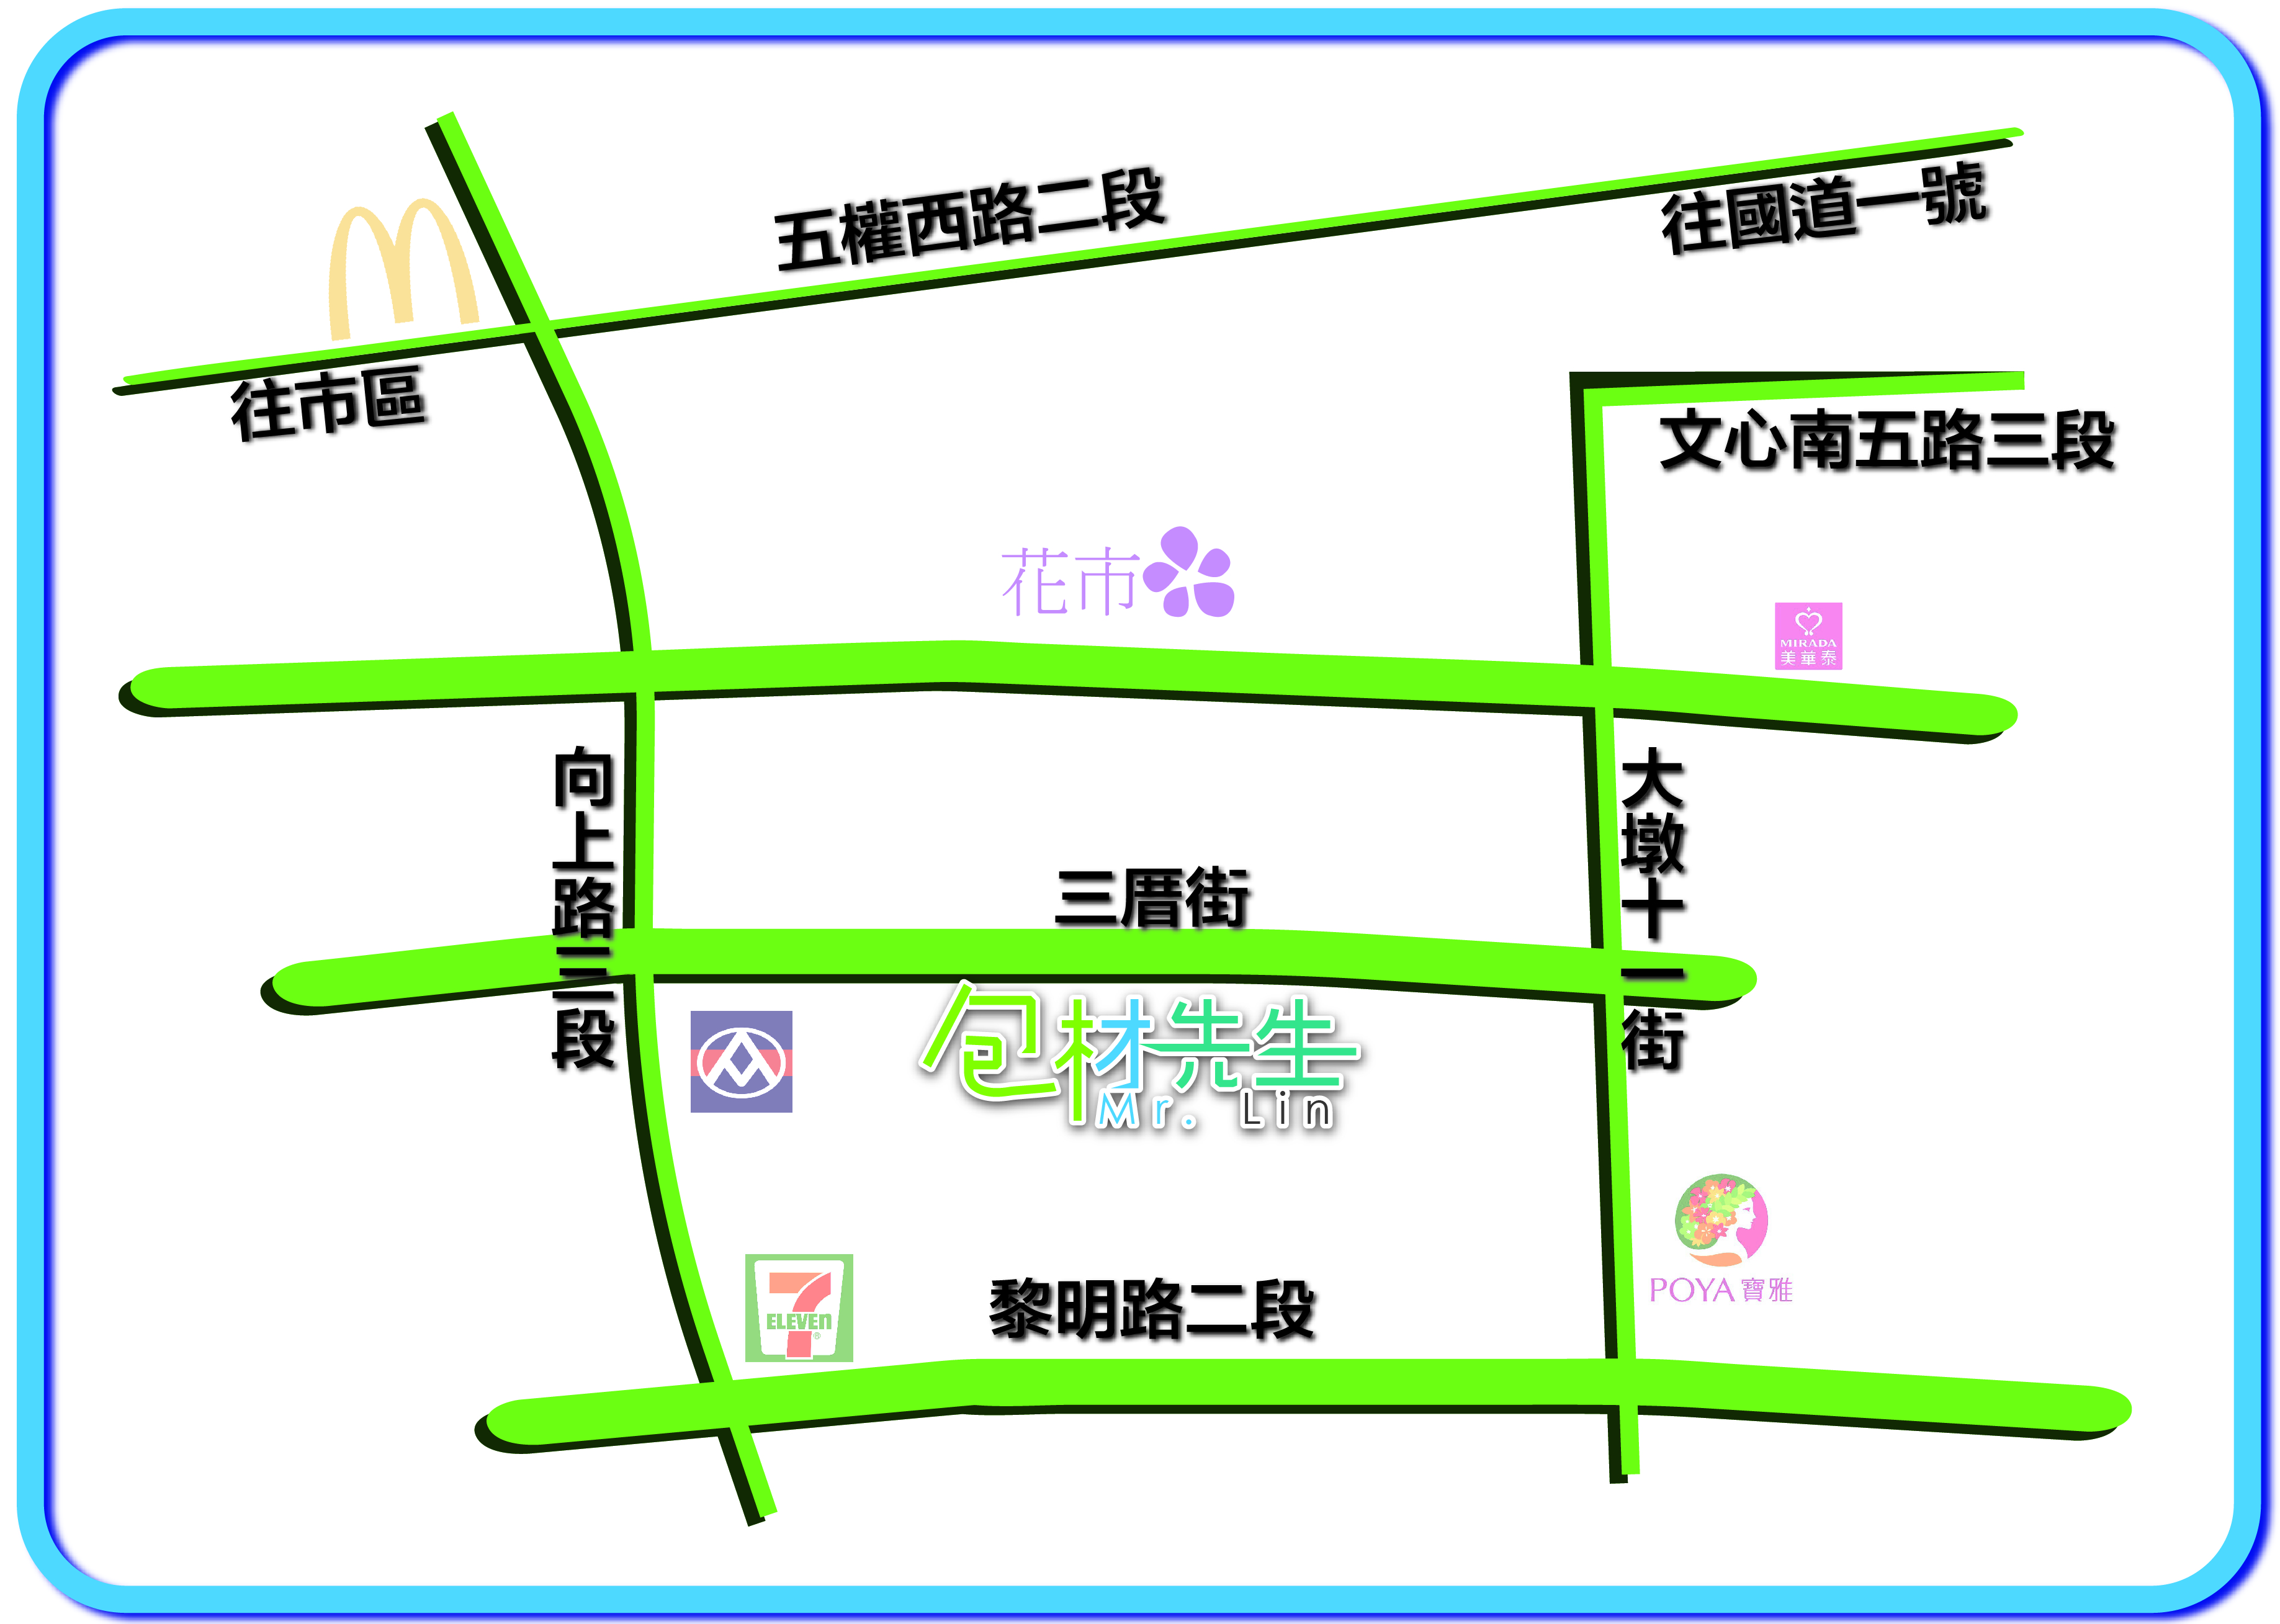 五權西路二段
往國道一號
往市區
文心南五路三段
花市
MIRADA
美華泰
向上路三段
大墩十一街
三厝街
包材先生
Mr. Lin
7
ELEVEn
®
POYA 寶雅
黎明路二段